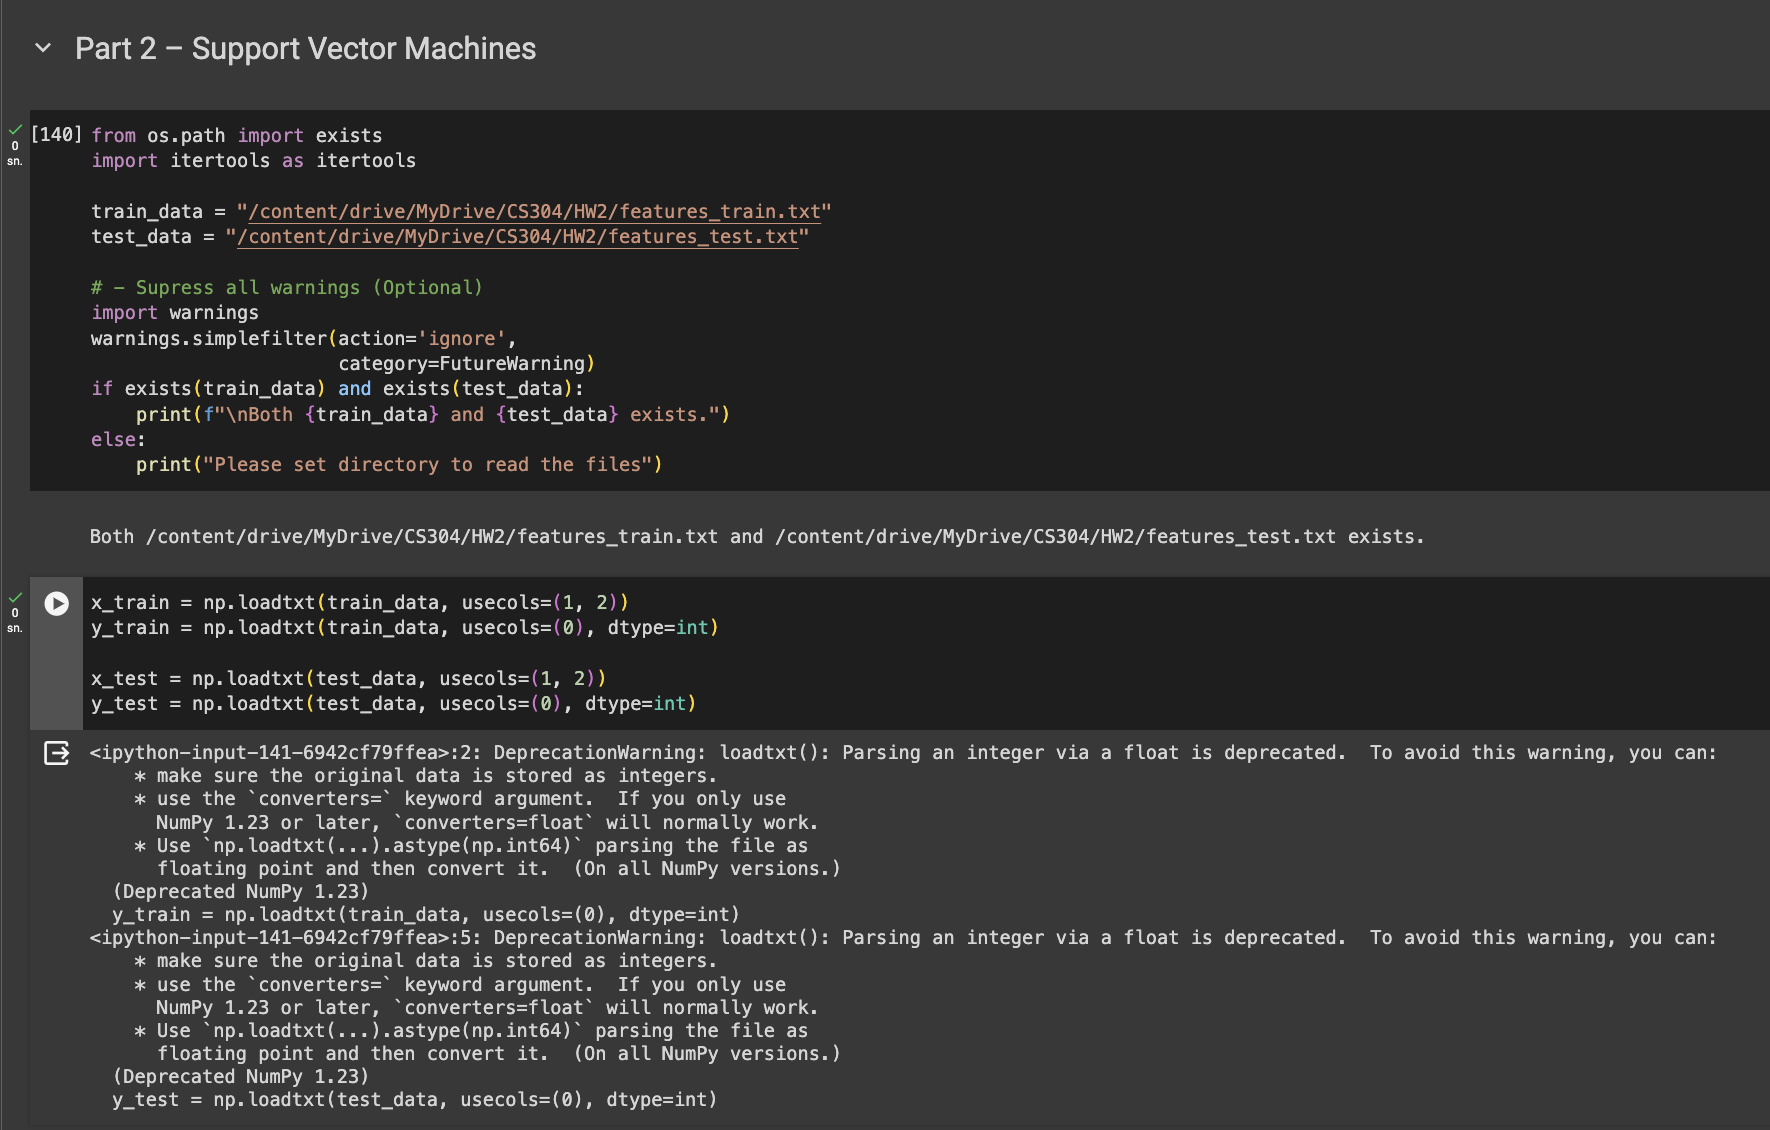 Part 2 – Support Vector Machines
0
sn.
[140] from os.path import exists
import itertools as itertools
train_data = "/content/drive/MyDrive/CS304/HW2/features_train.txt"
test_data = "/content/drive/MyDrive/CS304/HW2/features_test.txt"
# – Supress all warnings (Optional)
import warnings
warnings.simplefilter(action='ignore',
                      category=FutureWarning)
if exists(train_data) and exists(test_data):
    print(f"\nBoth {train_data} and {test_data} exists.")
else:
    print("Please set directory to read the files")
Both /content/drive/MyDrive/CS304/HW2/features_train.txt and /content/drive/MyDrive/CS304/HW2/features_test.txt exists.
0
sn.
x_train = np.loadtxt(train_data, usecols=(1, 2))
y_train = np.loadtxt(train_data, usecols=(0), dtype=int)
x_test = np.loadtxt(test_data, usecols=(1, 2))
y_test = np.loadtxt(test_data, usecols=(0), dtype=int)
<ipython-input-141-6942cf79ffea>:2: DeprecationWarning: loadtxt(): Parsing an integer via a float is deprecated.  To avoid this warning, you can:
    * make sure the original data is stored as integers.
    * use the `converters=` keyword argument.  If you only use
      NumPy 1.23 or later, `converters=float` will normally work.
    * Use `np.loadtxt(...).astype(np.int64)` parsing the file as
      floating point and then convert it.  (On all NumPy versions.)
  (Deprecated NumPy 1.23)
  y_train = np.loadtxt(train_data, usecols=(0), dtype=int)
<ipython-input-141-6942cf79ffea>:5: DeprecationWarning: loadtxt(): Parsing an integer via a float is deprecated.  To avoid this warning, you can:
    * make sure the original data is stored as integers.
    * use the `converters=` keyword argument.  If you only use
      NumPy 1.23 or later, `converters=float` will normally work.
    * Use `np.loadtxt(...).astype(np.int64)` parsing the file as
      floating point and then convert it.  (On all NumPy versions.)
  (Deprecated NumPy 1.23)
  y_test = np.loadtxt(test_data, usecols=(0), dtype=int)